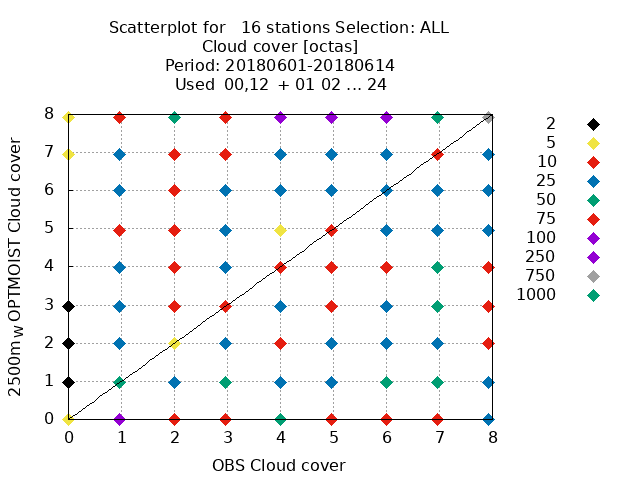 Scatterplot for 16 stations Selection: ALL
Cloud cover [octas]
Period: 20180601-20180614
Used 00,12 + 01 02 ... 24
8
7
6
5
4
3
2
1
0
0 1 2 3 4 5 6 7 8
OBS Cloud cover
2500m_W OPTMOIST Cloud cover
2
5
10
25
50
75
100
250
750
1000